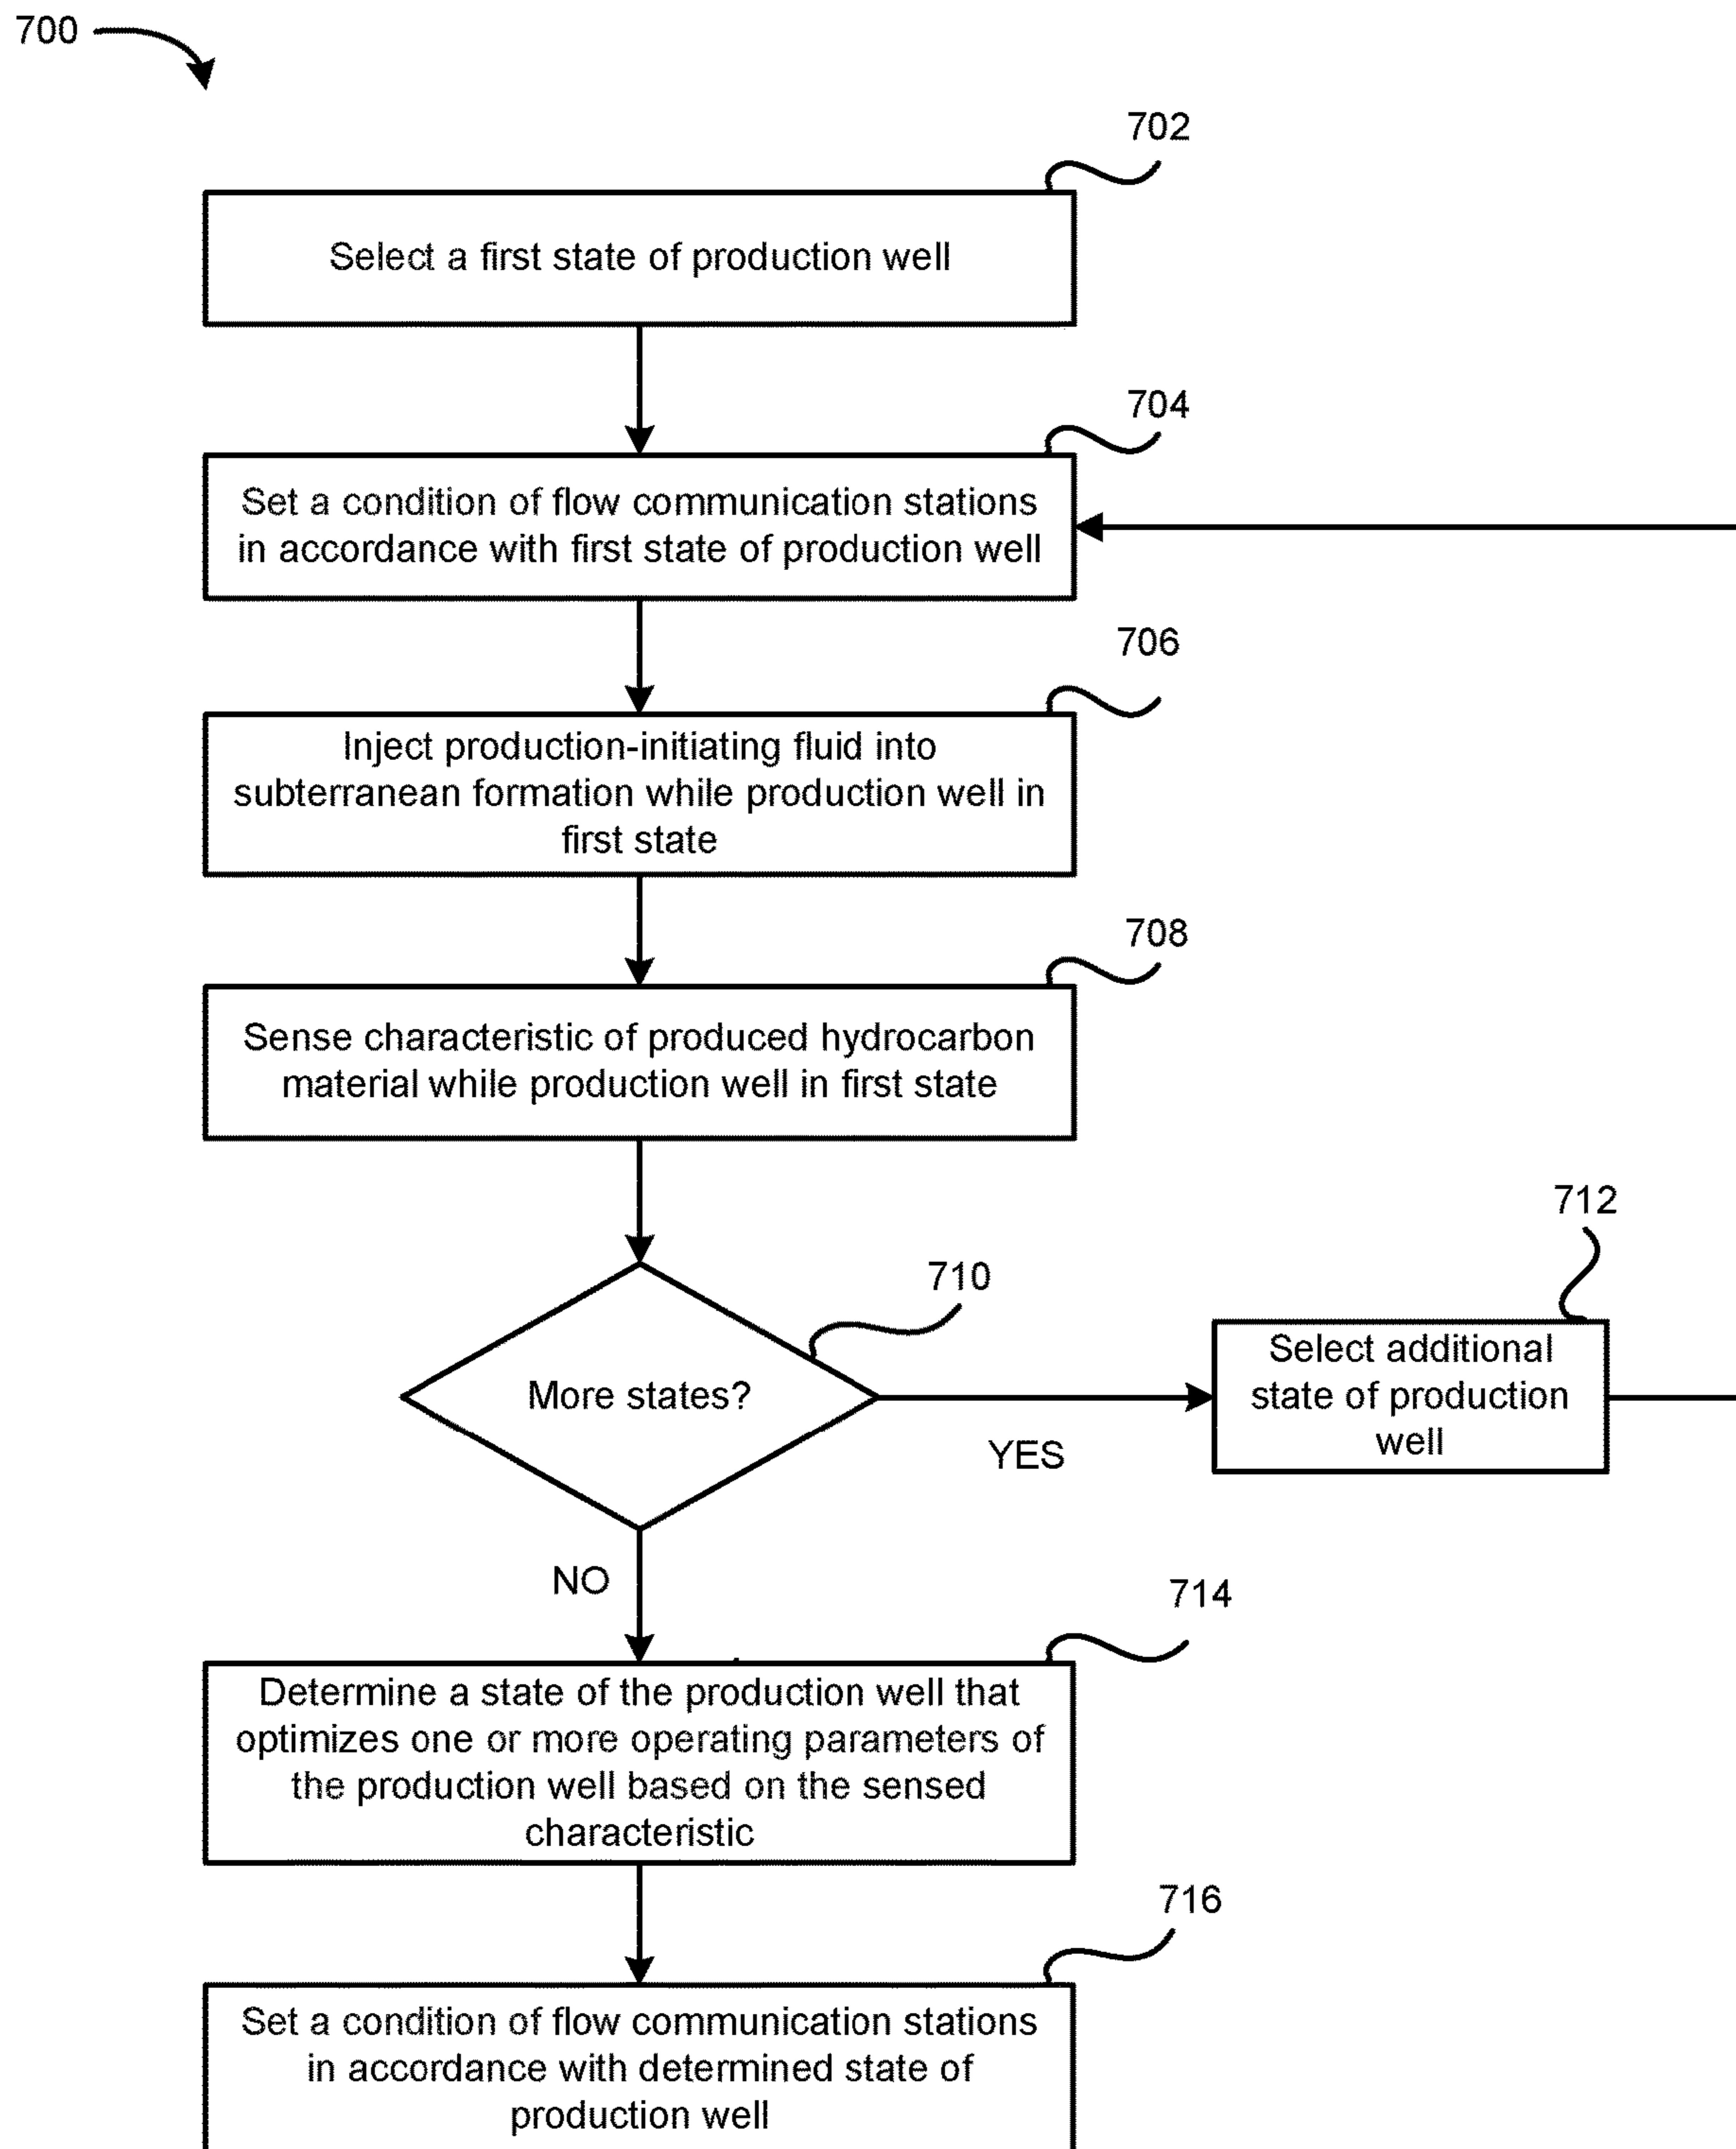 700
702
Select a first state of production well
704
Set a condition of flow communication stations
in accordance with first state of production well
706
Inject production-initiating fluid into
subterranean formation while production well in
first state
708
Sense characteristic of produced hydrocarbon
material while production well in first state
710
More states?
YES
712
Select additional
state of production
well
NO
714
Determine a state of the production well that
optimizes one or more operating parameters of
the production well based on the sensed
characteristic
716
Set a condition of flow communication stations
in accordance with determined state of
production well